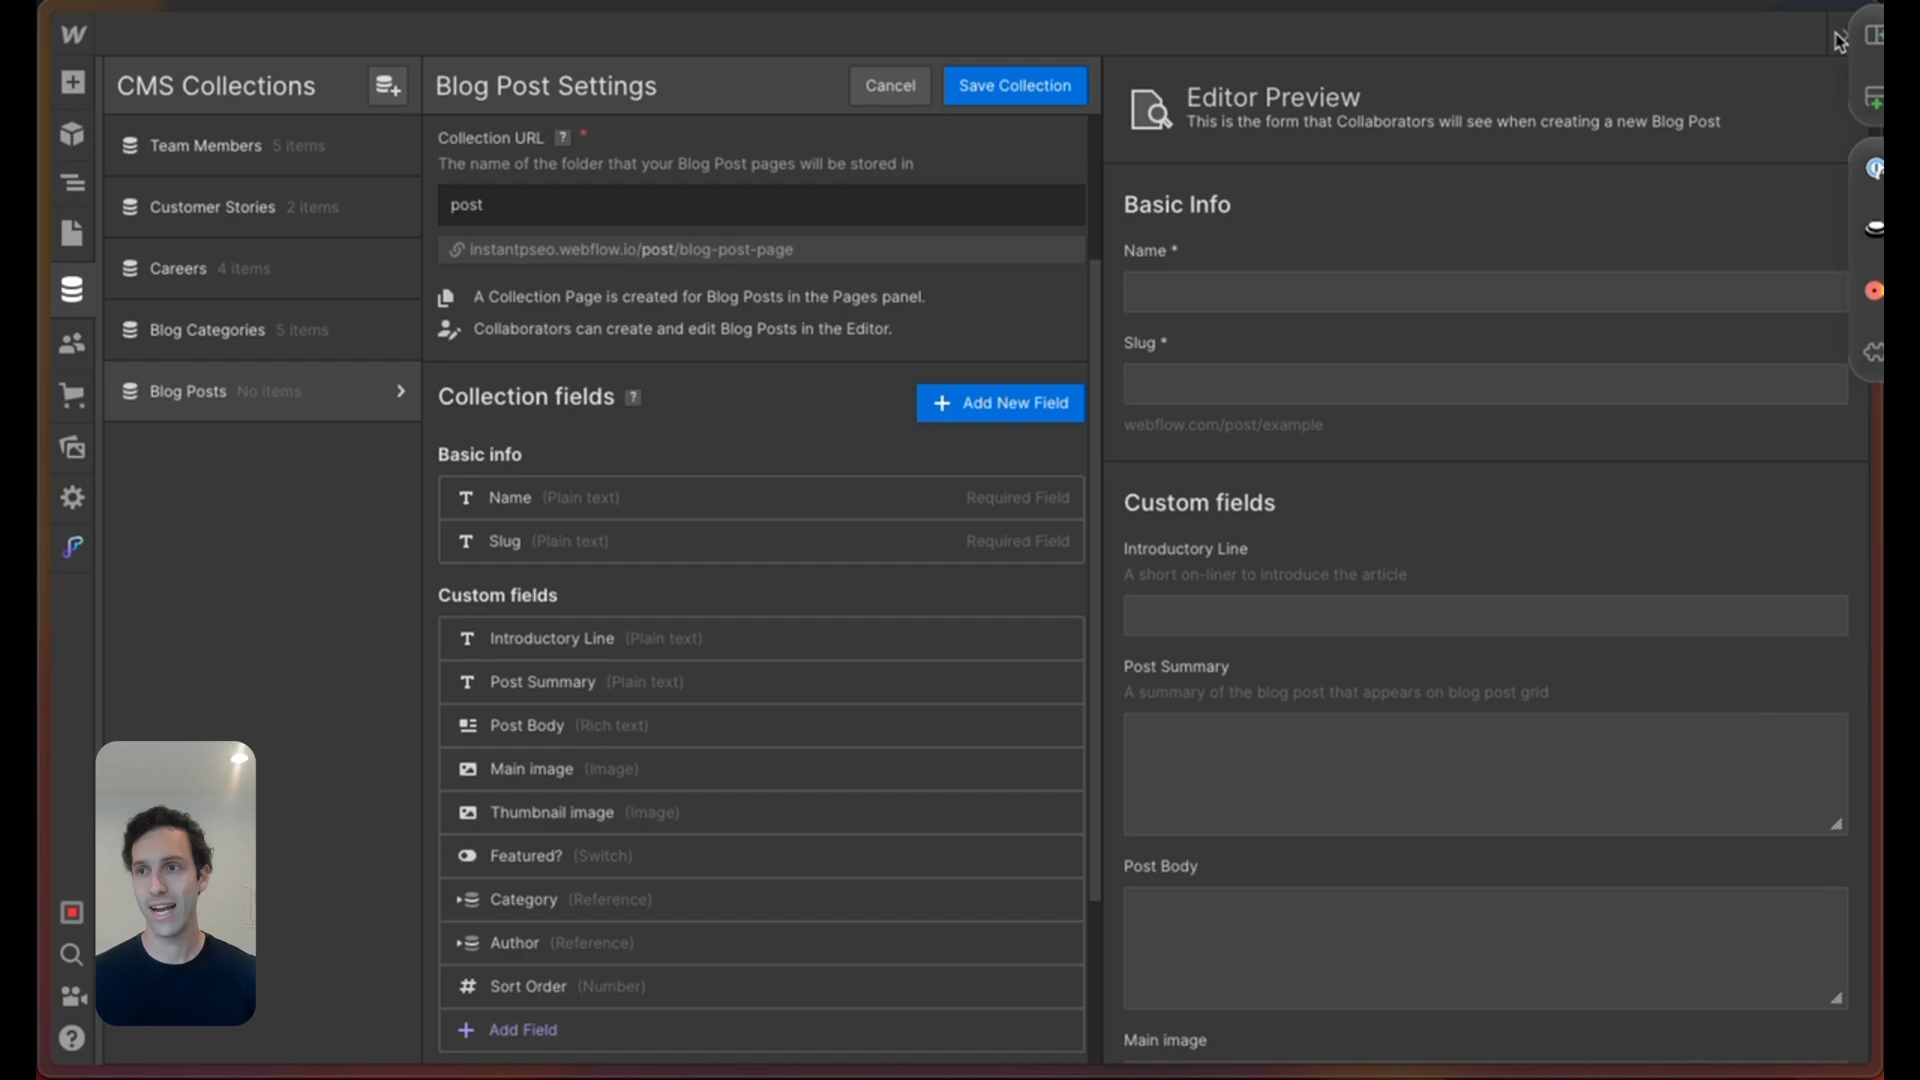 CMS Collections
Team Members 5 items
Customer Stories 2 items
Careers 4 items
Blog Categories 5 items
Blog Posts No items
Blog Post Settings
Cancel
Save Collection
Collection URL ? *
The name of the folder that your Blog Post pages will be stored in
post
instantpseo.webflow.io/post/blog-post-page
A Collection Page is created for Blog Posts in the Pages panel.
Collaborators can create and edit Blog Posts in the Editor.
Collection fields ?
+ Add New Field
Basic info
Name (Plain text) Required Field
Slug (Plain text) Required Field
Custom fields
Introductory Line (Plain text)
Post Summary (Plain text)
Post Body (Rich text)
Main image (Image)
Thumbnail image (Image)
Featured? (Switch)
Category (Reference)
Author (Reference)
Sort Order (Number)
+ Add Field
Editor Preview
This is the form that Collaborators will see when creating a new Blog Post
Basic Info
Name *
Slug *
webflow.com/post/example
Custom fields
Introductory Line
A short on-liner to introduce the article
Post Summary
A summary of the blog post that appears on blog post grid
Post Body
Main image